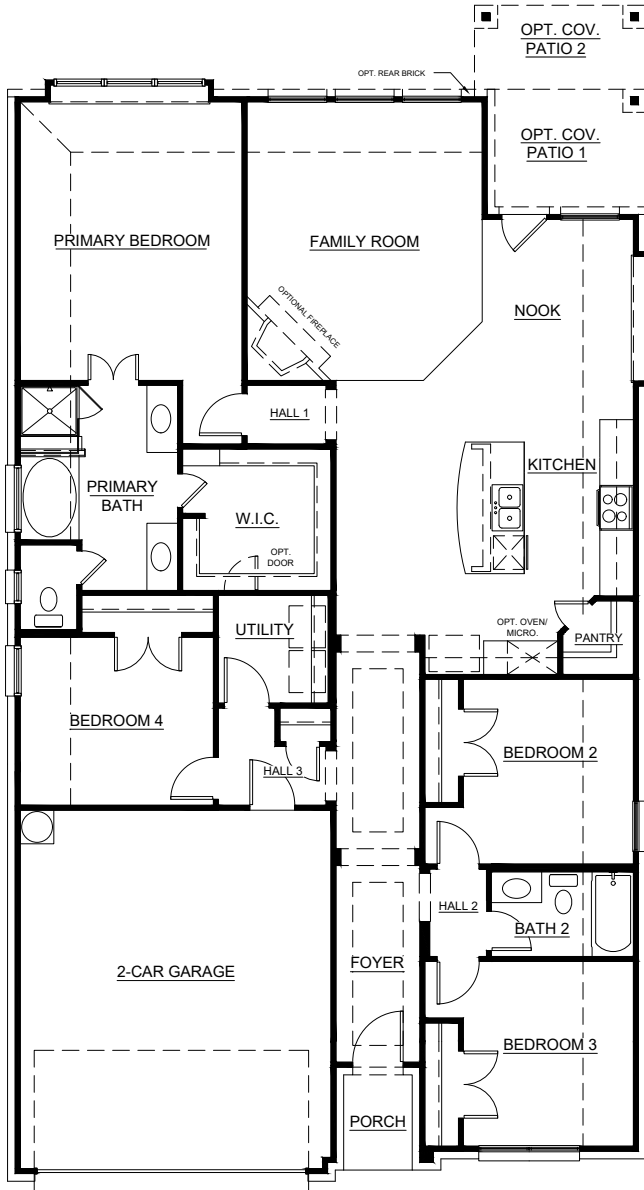 OPT. COV.
PATIO 2
OPT. REAR BRICK
OPT. COV.
PATIO 1
PRIMARY BEDROOM
FAMILY ROOM
NOOK
OPTIONAL FIREPLACE
HALL 1
KITCHEN
PRIMARY
BATH
W.I.C.
OPT.
DOOR
UTILITY
OPT. OVEN/
MICRO.
PANTRY
BEDROOM 4
BEDROOM 2
HALL 3
HALL 2
BATH 2
2-CAR GARAGE
FOYER
BEDROOM 3
PORCH